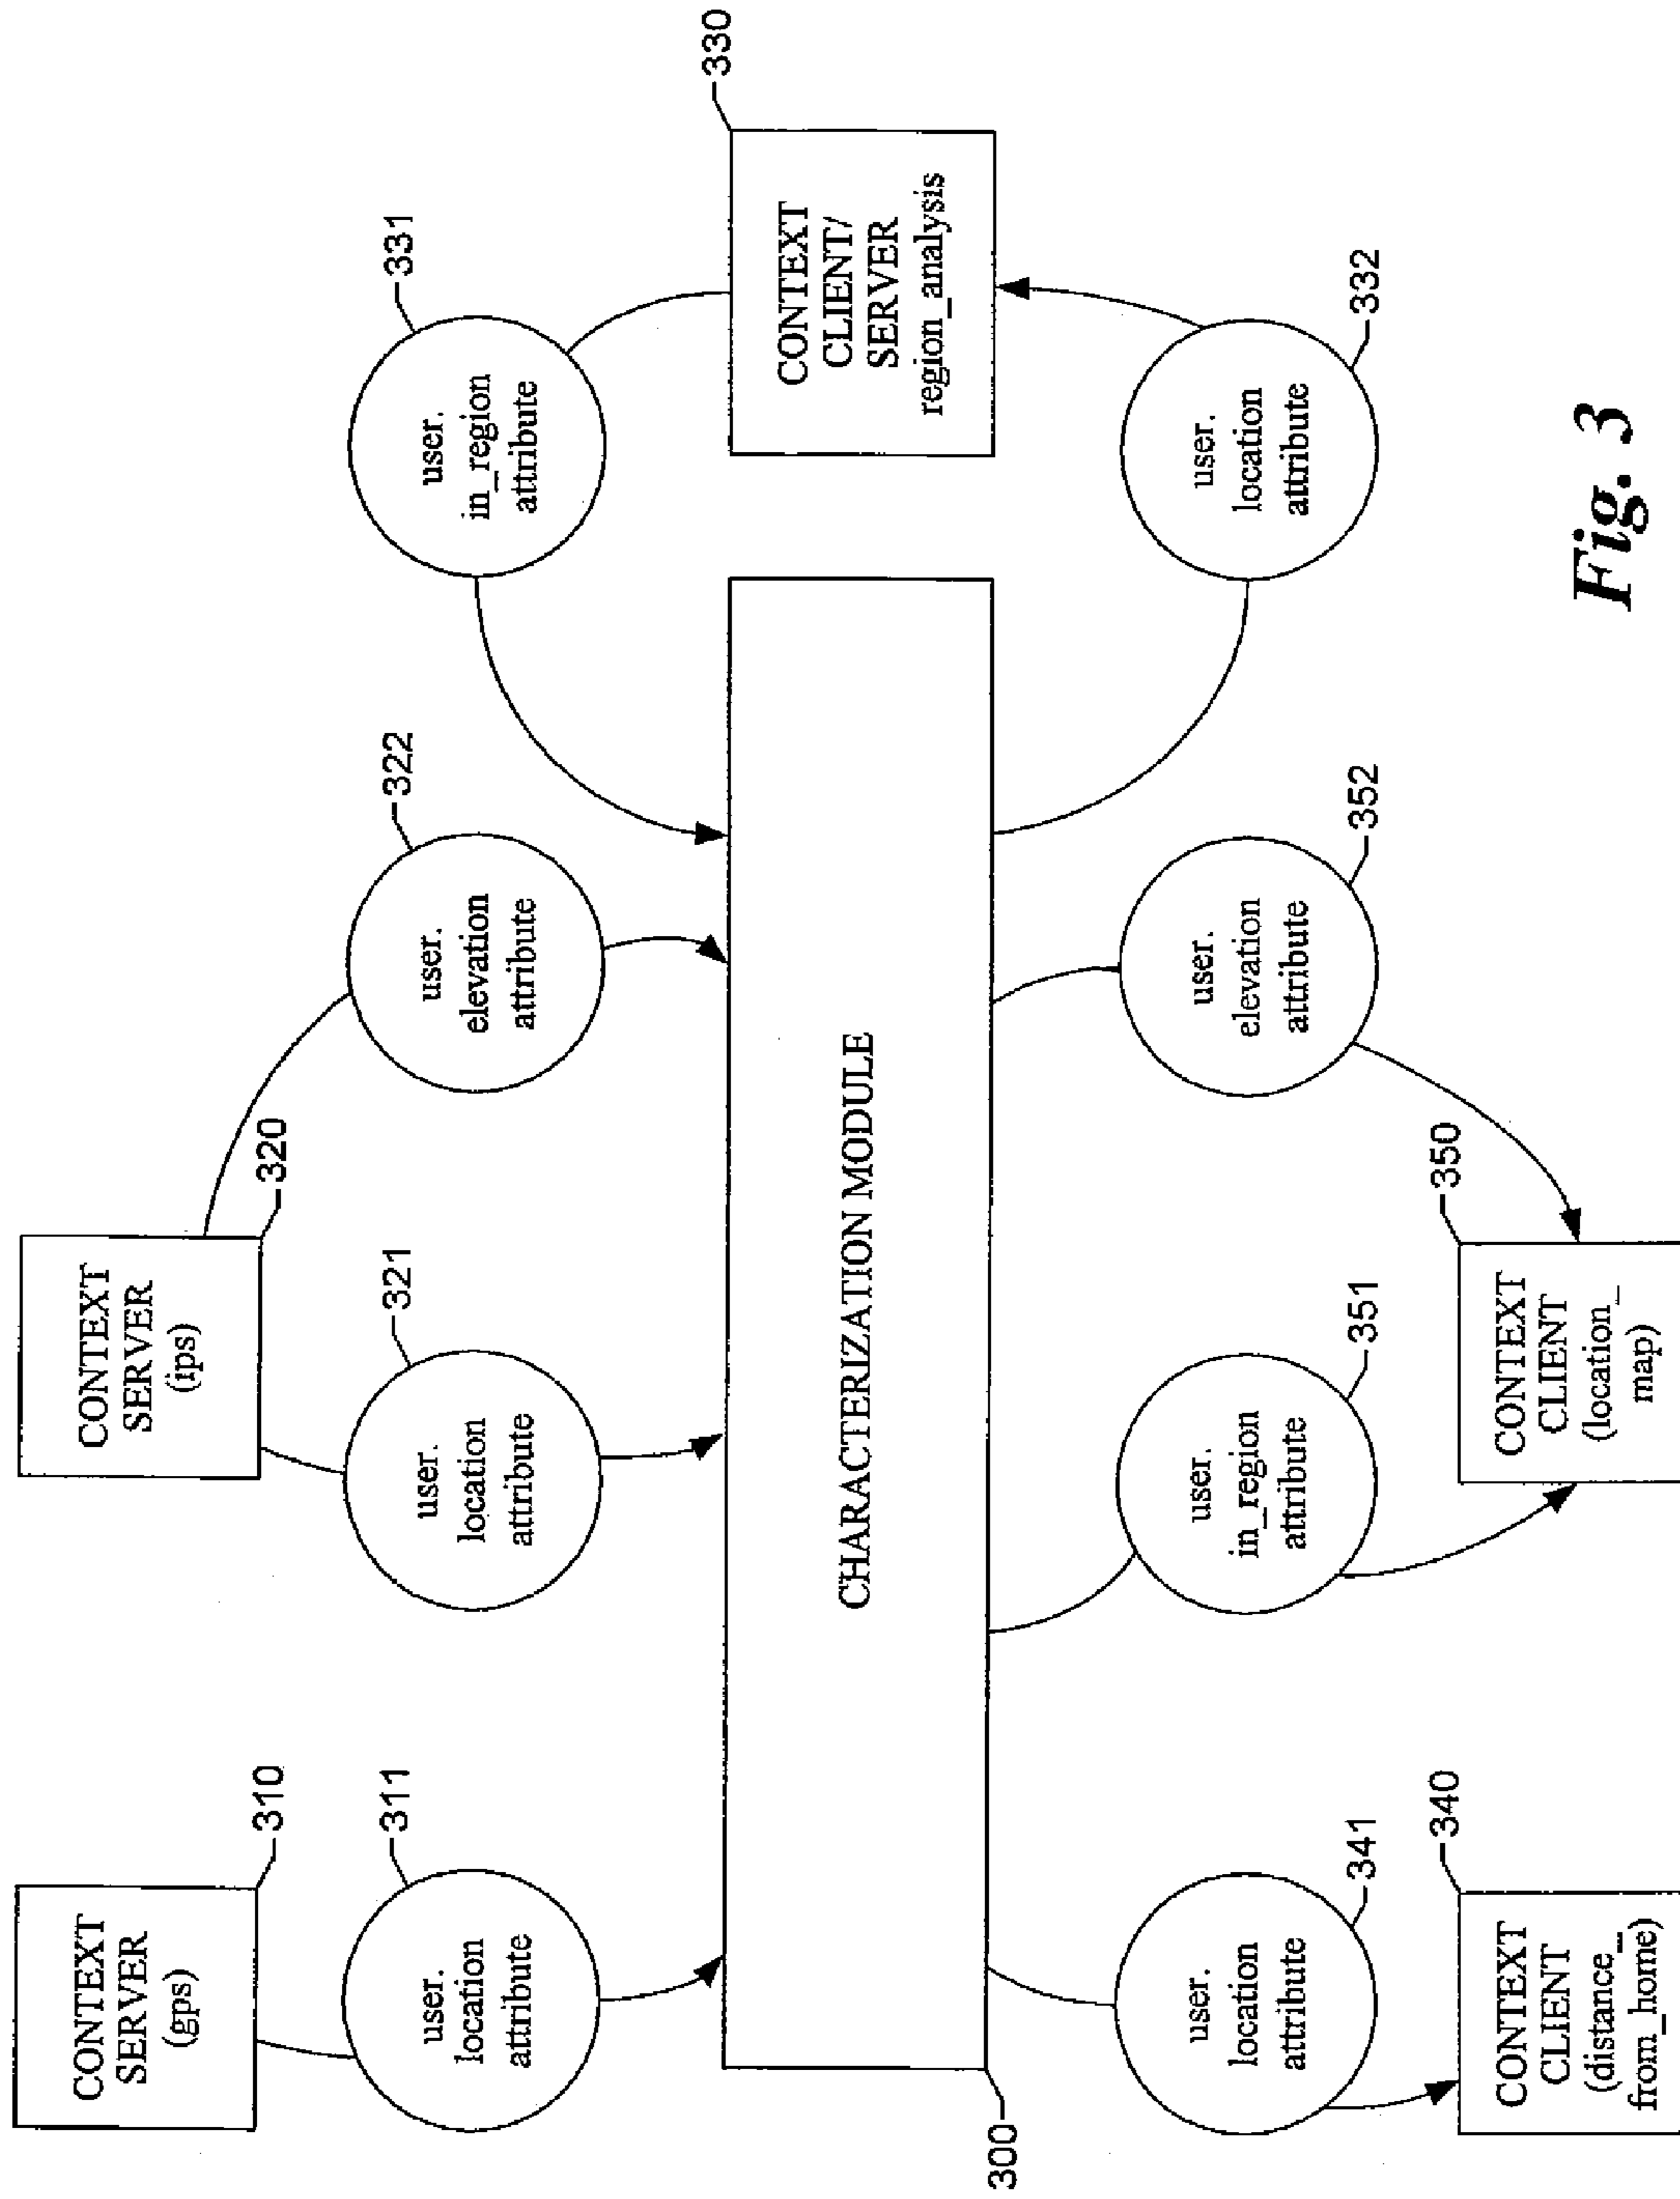 CONTEXT
SERVER
(gps)
310
user.
location
attribute
311
CONTEXT
SERVER
(ips)
320
user.
location
attribute
321
user.
elevation
attribute
322
user.
in_region
attribute
331
CONTEXT
CLIENT/
SERVER
region_analysis
330
CHARACTERIZATION MODULE
300
user.
location
attribute
341
user.
in_region
attribute
351
user.
elevation
attribute
352
user.
location
attribute
332
CONTEXT
CLIENT
(distance_
from_home)
340
CONTEXT
CLIENT
(location_
map)
350
Fig. 3